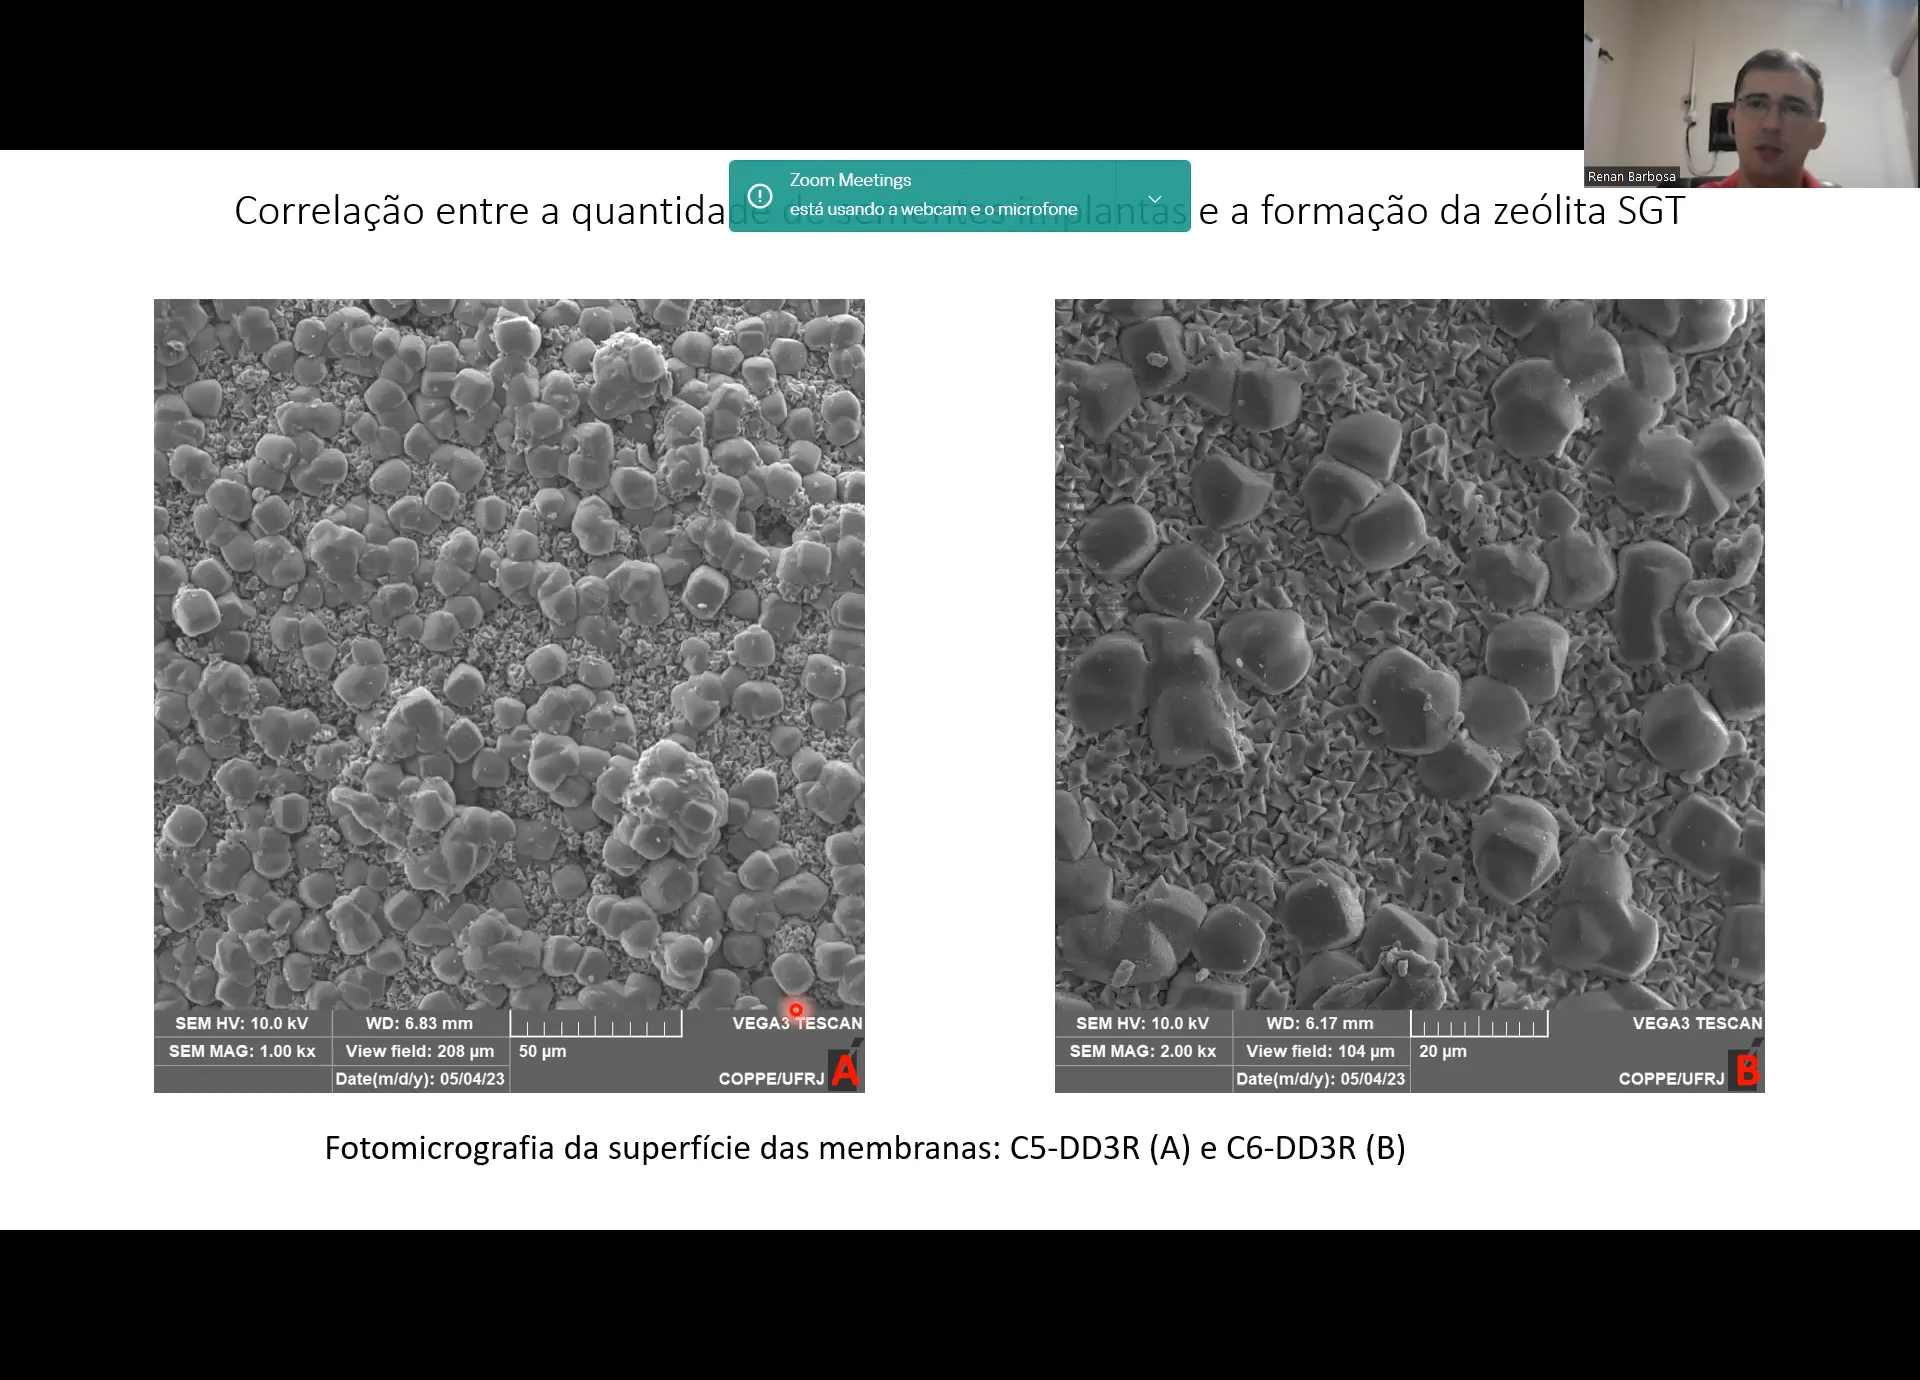 Renan Barbosa
Zoom Meetings
está usando a webcam e o microfone
Correlação entre a quantidade de sementes implantas e a formação da zeólita SGT
SEM HV: 10.0 kV
WD: 6.83 mm
VEGA3 TESCAN
SEM MAG: 1.00 kx
View field: 208 µm
50 µm
Date(m/d/y): 05/04/23
COPPE/UFRJ
A
SEM HV: 10.0 kV
WD: 6.17 mm
VEGA3 TESCAN
SEM MAG: 2.00 kx
View field: 104 µm
20 µm
Date(m/d/y): 05/04/23
COPPE/UFRJ
B
Fotomicrografia da superfície das membranas: C5-DD3R (A) e C6-DD3R (B)